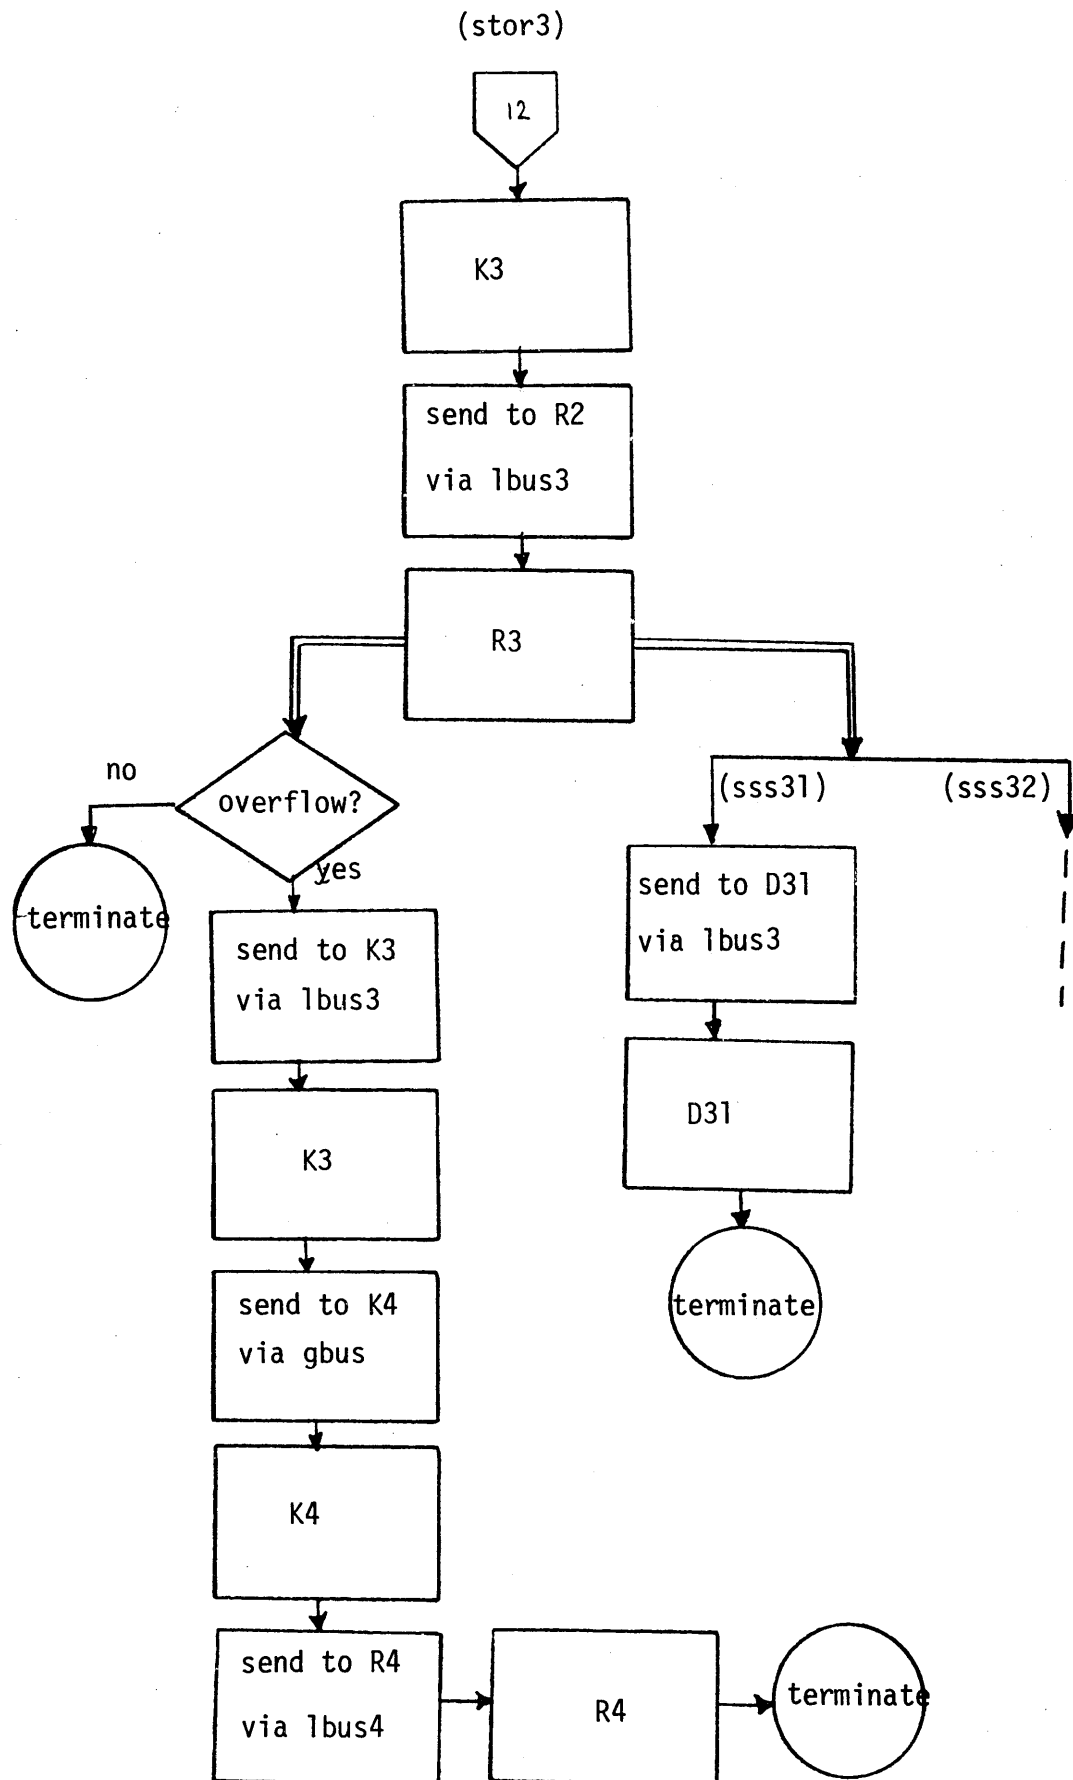 (stor3)
12
K3
send to R2
via lbus3
R3
no
overflow?
yes
terminate
(sss31)
(sss32)
send to D31
via lbus3
send to K3
via lbus3
D31
K3
terminate
send to K4
via gbus
K4
send to R4
via lbus4
R4
terminate